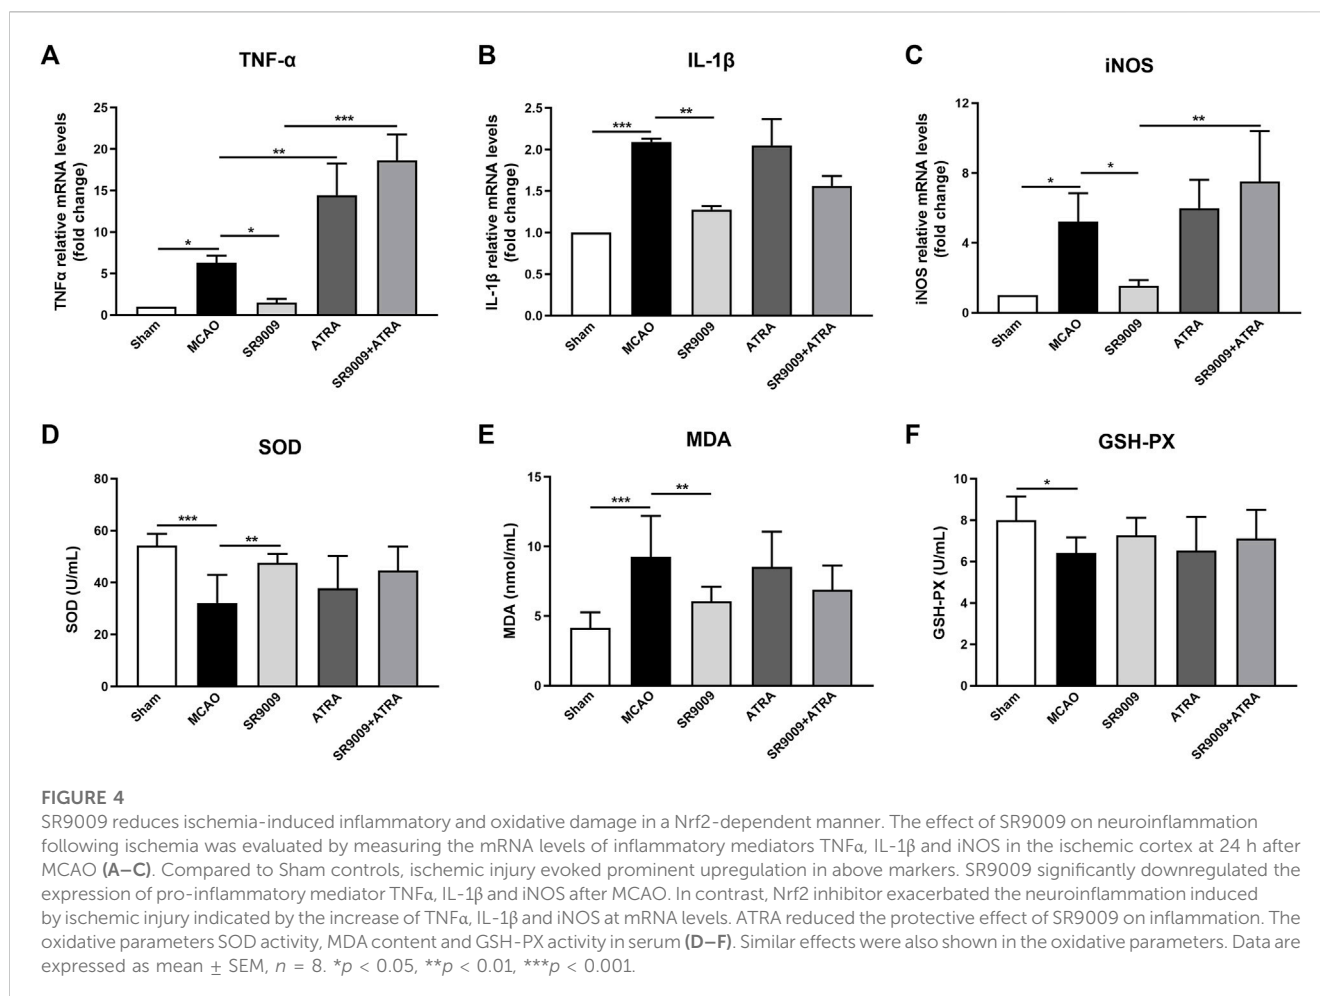 A
TNF-α
TNFα relative mRNA levels
(fold change)
25
20
15
10
5
0
*
*
**
***
Sham
MCAO
SR9009
ATRA
SR9009+ATRA
B
IL-1β
IL-1β relative mRNA levels
(fold change)
2.5
2.0
1.5
1.0
0.5
0.0
***
**
Sham
MCAO
SR9009
ATRA
SR9009+ATRA
C
iNOS
iNOS relative mRNA levels
(fold change)
12
8
4
0
*
*
**
Sham
MCAO
SR9009
ATRA
SR9009+ATRA
D
SOD
SOD (U/mL)
80
60
40
20
0
***
**
Sham
MCAO
SR9009
ATRA
SR9009+ATRA
E
MDA
MDA (nmol/mL)
15
10
5
0
***
**
Sham
MCAO
SR9009
ATRA
SR9009+ATRA
F
GSH-PX
GSH-PX (U/mL)
10
8
6
4
2
0
*
Sham
MCAO
SR9009
ATRA
SR9009+ATRA
FIGURE 4
SR9009 reduces ischemia-induced inflammatory and oxidative damage in a Nrf2-dependent manner. The effect of SR9009 on neuroinflammation
following ischemia was evaluated by measuring the mRNA levels of inflammatory mediators TNFα, IL-1β and iNOS in the ischemic cortex at 24 h after
MCAO (A–C). Compared to Sham controls, ischemic injury evoked prominent upregulation in above markers. SR9009 significantly downregulated the
expression of pro-inflammatory mediator TNFα, IL-1β and iNOS after MCAO. In contrast, Nrf2 inhibitor exacerbated the neuroinflammation induced
by ischemic injury indicated by the increase of TNFα, IL-1β and iNOS at mRNA levels. ATRA reduced the protective effect of SR9009 on inflammation. The
oxidative parameters SOD activity, MDA content and GSH-PX activity in serum (D–F). Similar effects were also shown in the oxidative parameters. Data are
expressed as mean ± SEM, n = 8. *p < 0.05, **p < 0.01, ***p < 0.001.